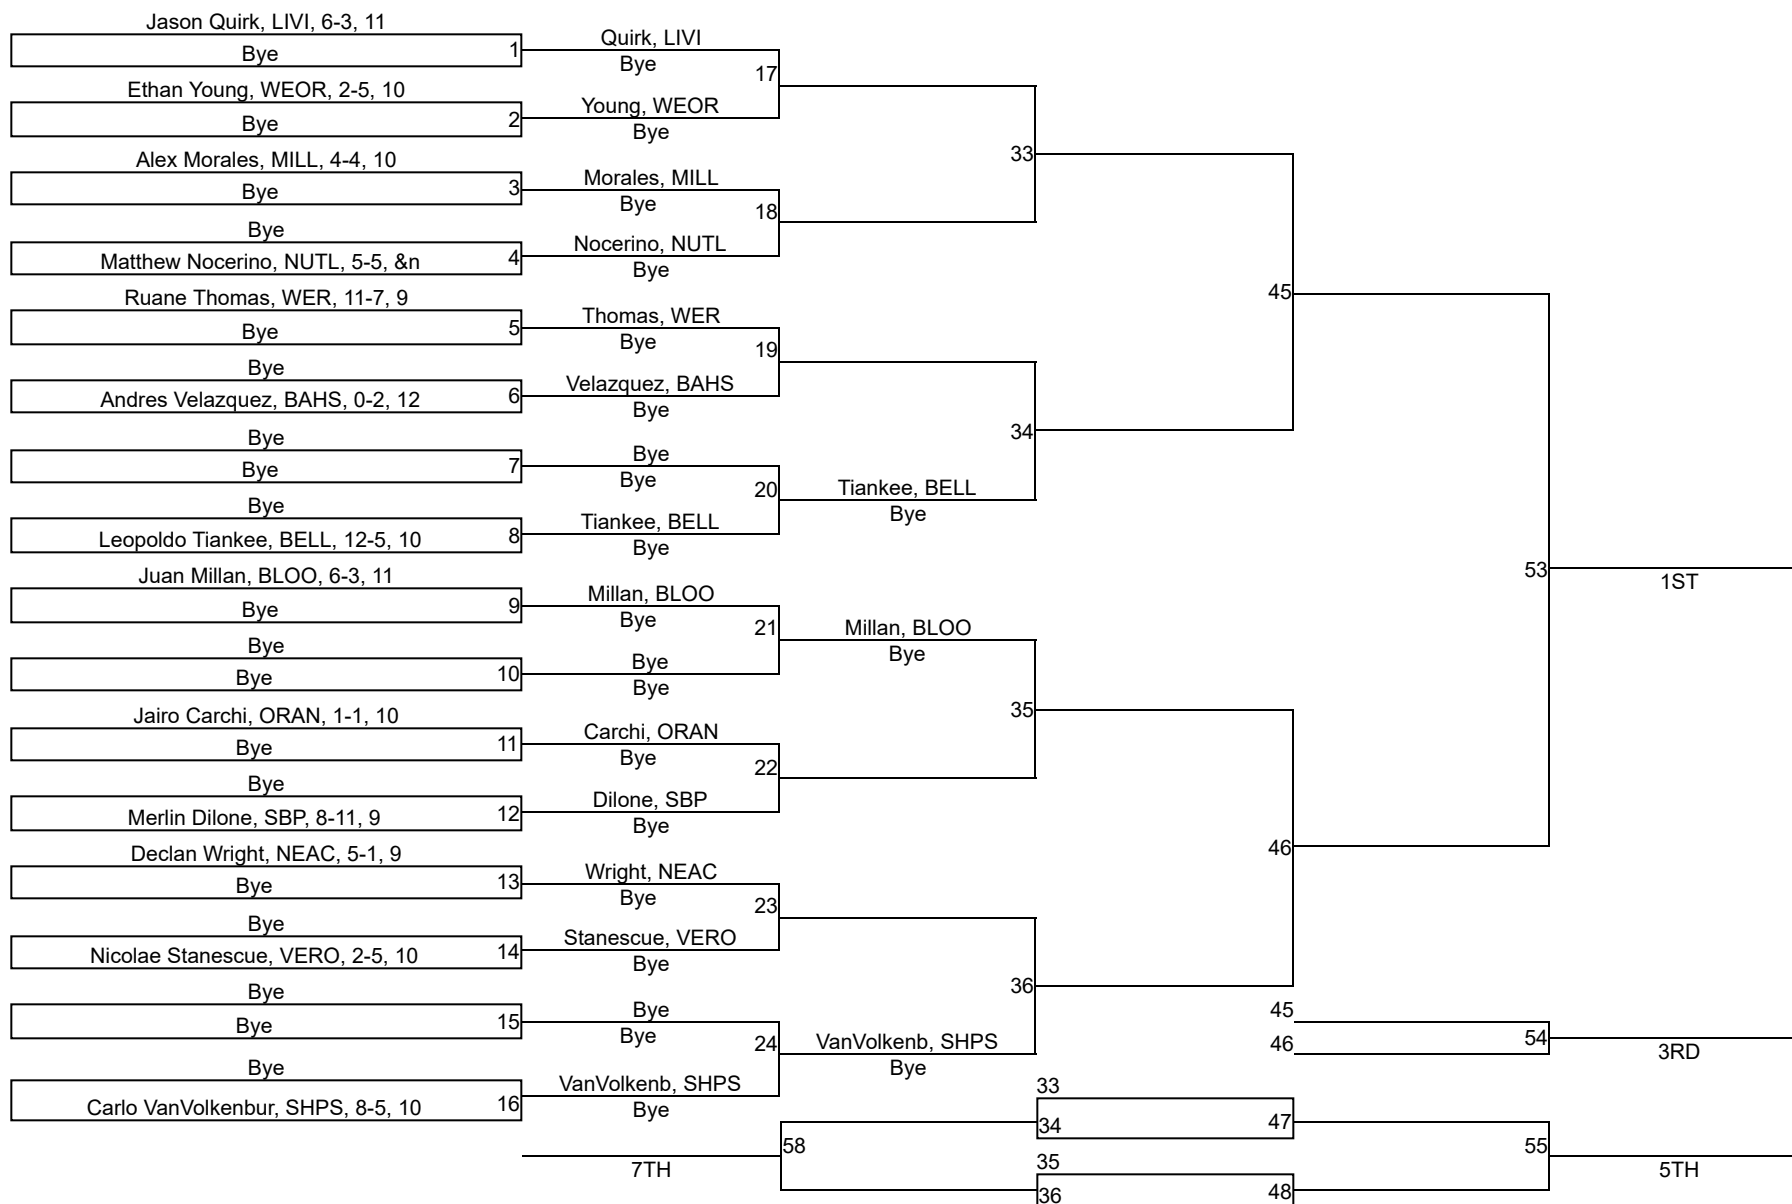 Jason Quirk, LIVI, 6-3, 11
Bye
1
Ethan Young, WEOR, 2-5, 10
Bye
2
Alex Morales, MILL, 4-4, 10
Bye
3
Bye
Matthew Nocerino, NUTL, 5-5, &n
4
Ruane Thomas, WER, 11-7, 9
Bye
5
Bye
Andres Velazquez, BAHS, 0-2, 12
6
Bye
Bye
7
Bye
Leopoldo Tiankee, BELL, 12-5, 10
8
Juan Millan, BLOO, 6-3, 11
Bye
9
Bye
Bye
10
Jairo Carchi, ORAN, 1-1, 10
Bye
11
Bye
Merlin Dilone, SBP, 8-11, 9
12
Declan Wright, NEAC, 5-1, 9
Bye
13
Bye
Nicolae Stanescue, VERO, 2-5, 10
14
Bye
Bye
15
Bye
Carlo VanVolkenbur, SHPS, 8-5, 10
16
Quirk, LIVI
Bye
17
Young, WEOR
Bye
Morales, MILL
Bye
18
Nocerino, NUTL
Bye
Thomas, WER
Bye
19
Velazquez, BAHS
Bye
Bye
Bye
20
Tiankee, BELL
Bye
Millan, BLOO
Bye
21
Bye
Bye
Carchi, ORAN
Bye
22
Dilone, SBP
Bye
Wright, NEAC
Bye
23
Stanescue, VERO
Bye
Bye
Bye
24
VanVolkenb, SHPS
Bye
7TH
58
33
34
Tiankee, BELL
Bye
Millan, BLOO
Bye
35
36
VanVolkenb, SHPS
Bye
33
34
47
35
36
48
45
46
45
46
54
53
55
1ST
3RD
5TH